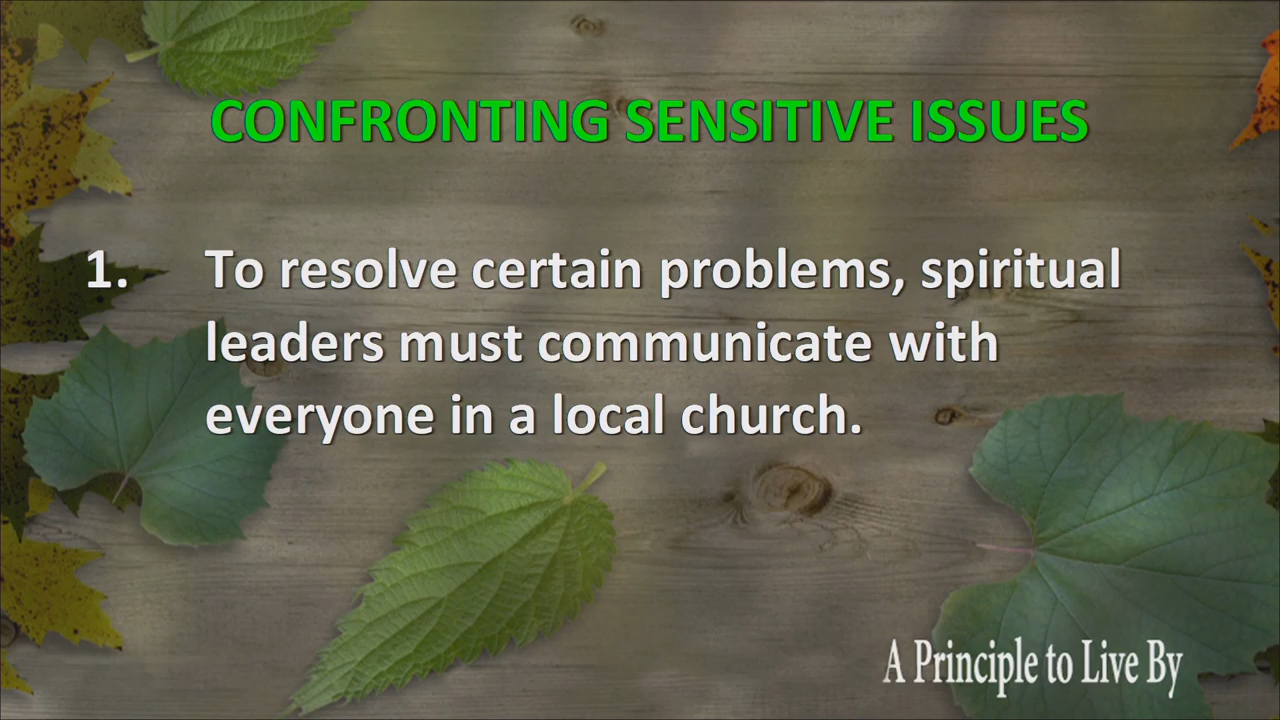 CONFRONTING SENSITIVE ISSUES
1. To resolve certain problems, spiritual
leaders must communicate with
everyone in a local church.
A Principle to Live By